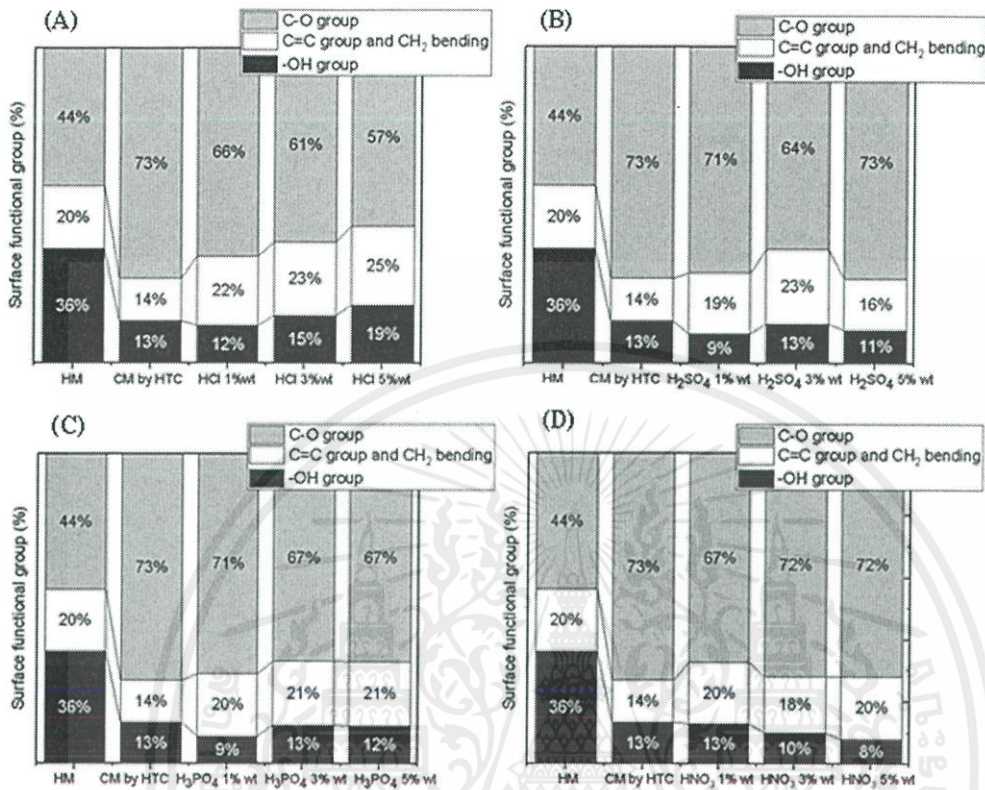 (A)
C-O group
C=C group and CH₂ bending
-OH group
Surface functional group (%)
44% 73% 66% 61% 57%
20% 14% 22% 23% 25%
36% 13% 12% 15% 19%
HM CM by HTC HCl 1%wt HCl 3%wt HCl 5%wt
(B)
C-O group
C=C group and CH₂ bending
-OH group
Surface functional group (%)
44% 73% 71% 64% 73%
20% 14% 19% 23% 16%
36% 13% 9% 13% 11%
HM CM by HTC H₂SO₄ 1% wt H₂SO₄ 3% wt H₂SO₄ 5% wt
(C)
C-O group
C=C group and CH₂ bending
-OH group
Surface functional group (%)
44% 73% 71% 67% 67%
20% 14% 20% 21% 21%
36% 13% 9% 13% 12%
HM CM by HTC H₃PO₄ 1% wt H₃PO₄ 3% wt H₃PO₄ 5% wt
(D)
C-O group
C=C group and CH₂ bending
-OH group
Surface functional group (%)
44% 73% 67% 72% 72%
20% 14% 20% 18% 20%
36% 13% 13% 10% 8%
HM CM by HTC HNO₃ 1% wt HNO₃ 3% wt HNO₃ 5% wt